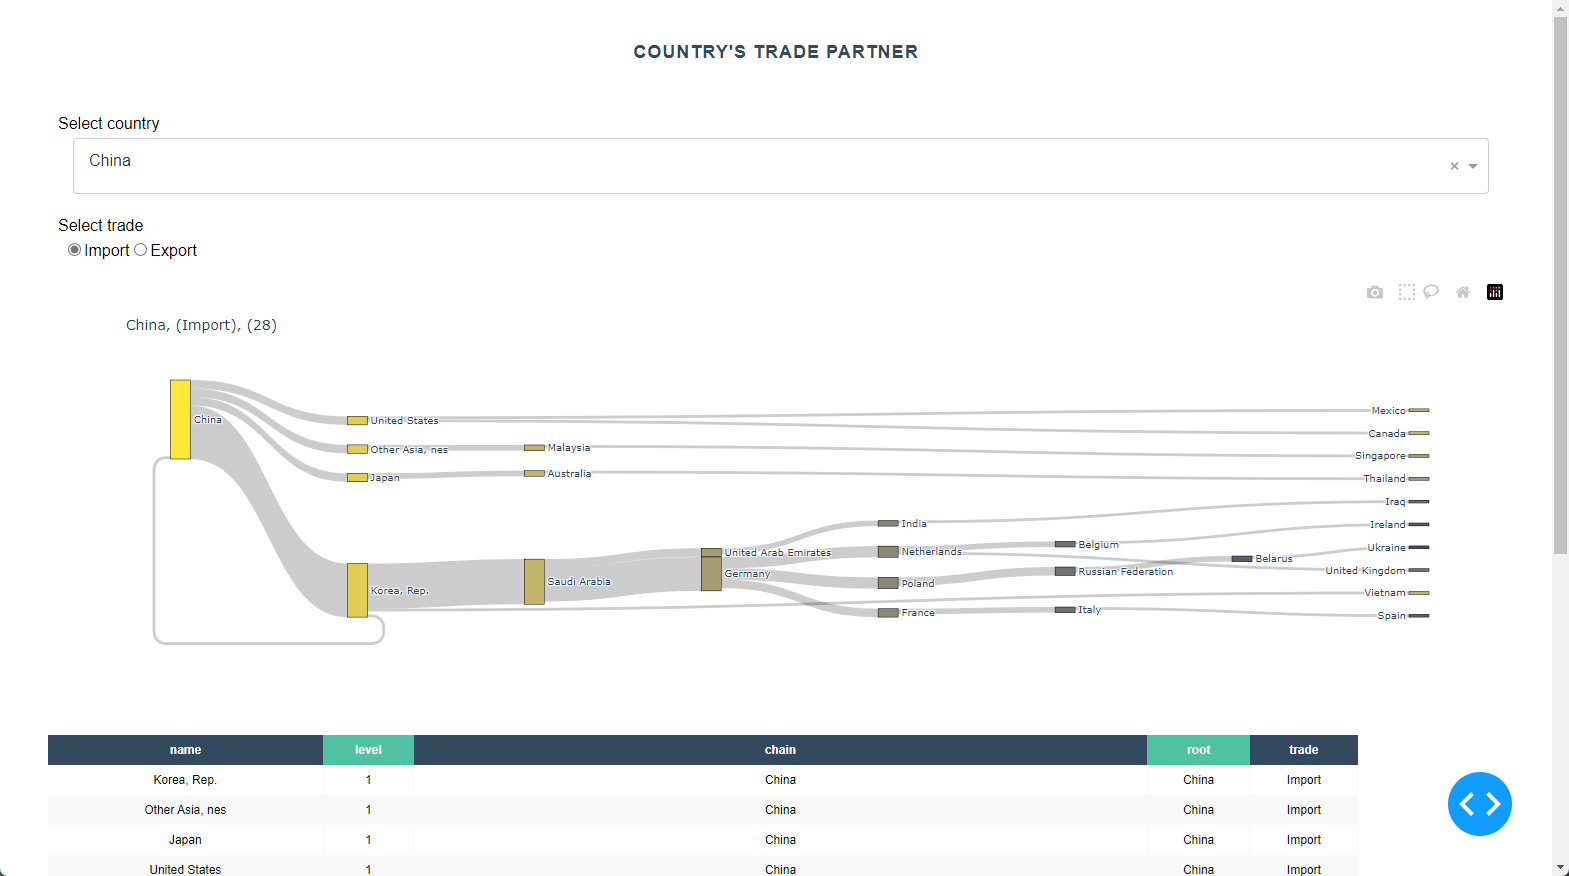 COUNTRY'S TRADE PARTNER
Select country
China
Select trade
Import Export
China, (Import), (28)
China
United States
Other Asia, nes
Japan
Korea, Rep.
Malaysia
Australia
Saudi Arabia
United Arab Emirates
Germany
India
Netherlands
Poland
France
Belgium
Russian Federation
Italy
Belarus
Mexico
Canada
Singapore
Thailand
Iraq
Ireland
Ukraine
United Kingdom
Vietnam
Spain
name level chain root trade
Korea, Rep. 1 China China Import
Other Asia, nes 1 China China Import
Japan 1 China China Import
United States 1 China China Import